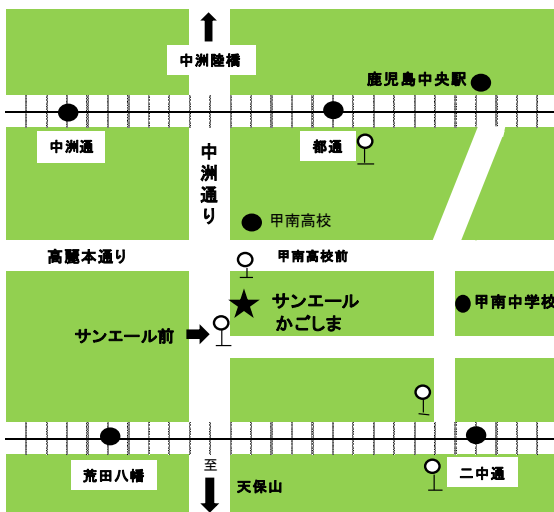 中洲陸橋
鹿児島中央駅
中洲通
都通
中洲通り
甲南高校
高麗本通り
甲南高校前
サンエール
かごしま
甲南中学校
サンエール前
荒田八幡
至
天保山
二中通